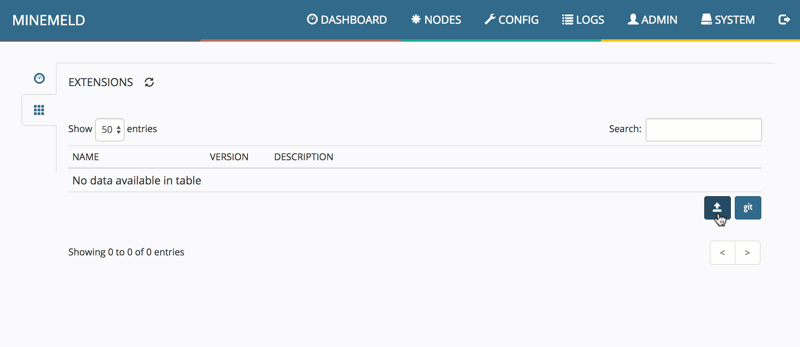 MINEMELD DASHBOARD NODES CONFIG LOGS ADMIN SYSTEM
EXTENSIONS
Show 50 entries Search:
NAME VERSION DESCRIPTION
No data available in table
git
Showing 0 to 0 of 0 entries < >